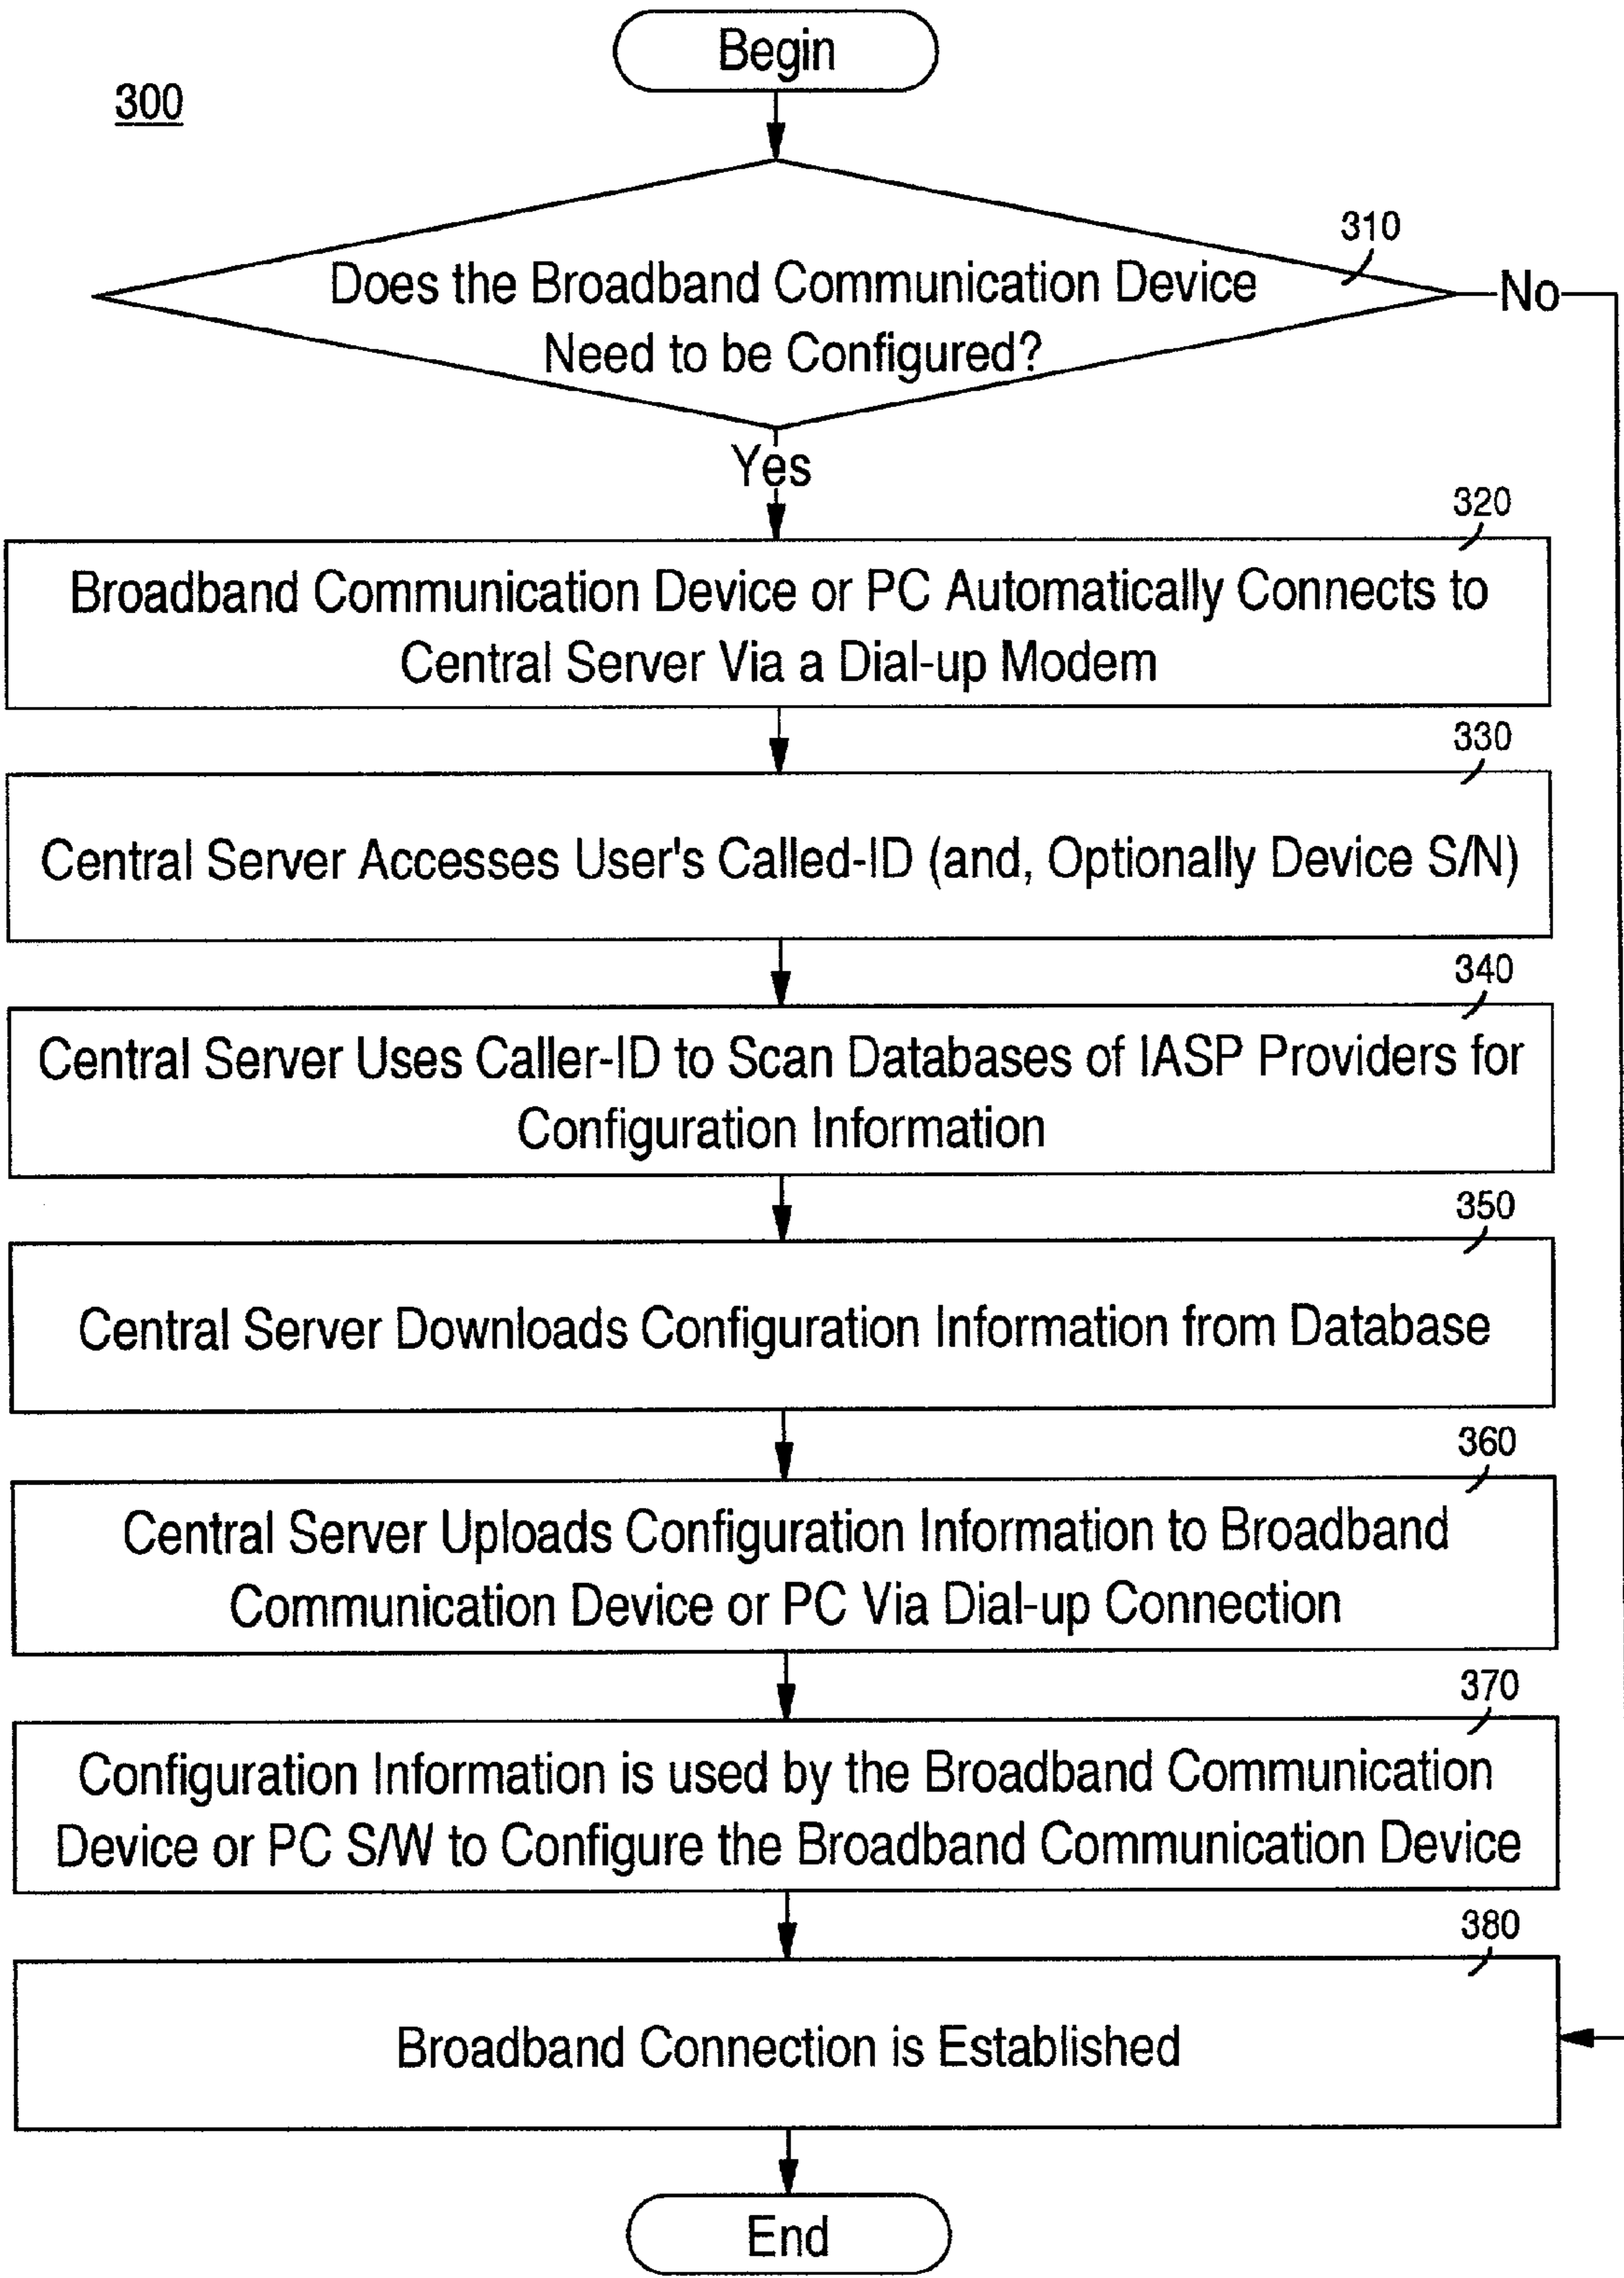 Begin
300
310
Does the Broadband Communication Device
Need to be Configured?
No
Yes
320
Broadband Communication Device or PC Automatically Connects to
Central Server Via a Dial-up Modem
330
Central Server Accesses User's Called-ID (and, Optionally Device S/N)
340
Central Server Uses Caller-ID to Scan Databases of IASP Providers for
Configuration Information
350
Central Server Downloads Configuration Information from Database
360
Central Server Uploads Configuration Information to Broadband
Communication Device or PC Via Dial-up Connection
370
Configuration Information is used by the Broadband Communication
Device or PC S/W to Configure the Broadband Communication Device
380
Broadband Connection is Established
End